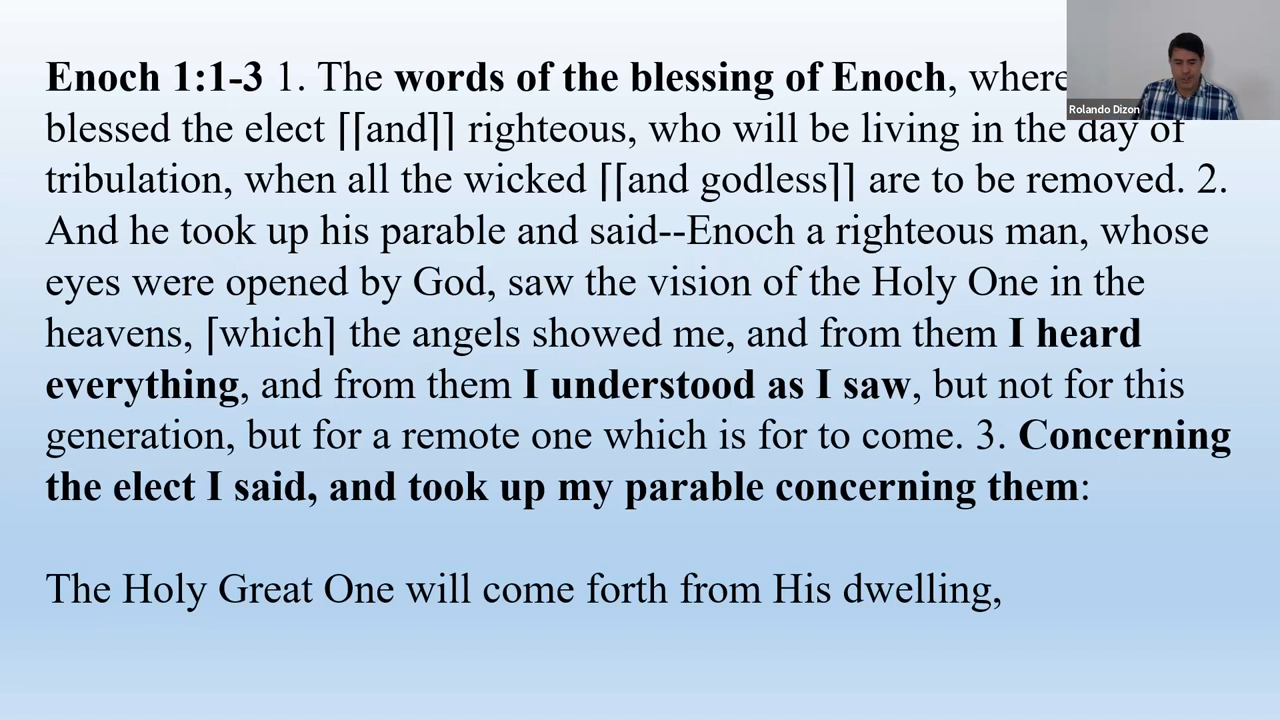 Enoch 1:1-3 1. The words of the blessing of Enoch, where
blessed the elect ⌈⌈and⌉⌉ righteous, who will be living in the day of
tribulation, when all the wicked ⌈⌈and godless⌉⌉ are to be removed. 2.
And he took up his parable and said--Enoch a righteous man, whose
eyes were opened by God, saw the vision of the Holy One in the
heavens, ⌈which⌉ the angels showed me, and from them I heard
everything, and from them I understood as I saw, but not for this
generation, but for a remote one which is for to come. 3. Concerning
the elect I said, and took up my parable concerning them:
The Holy Great One will come forth from His dwelling,
Rolando Dizon